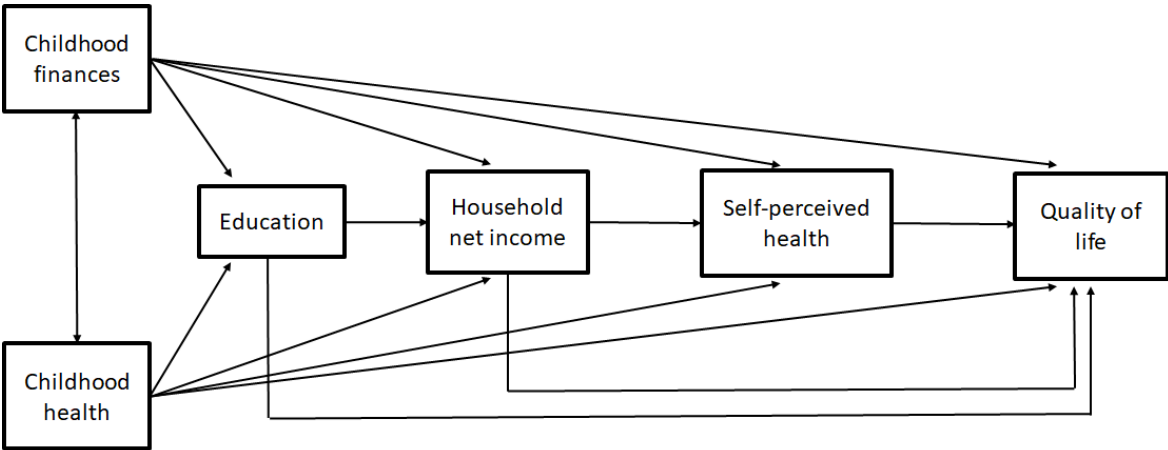 Childhood
finances
Education
Household
net income
Self-perceived
health
Quality of
life
Childhood
health